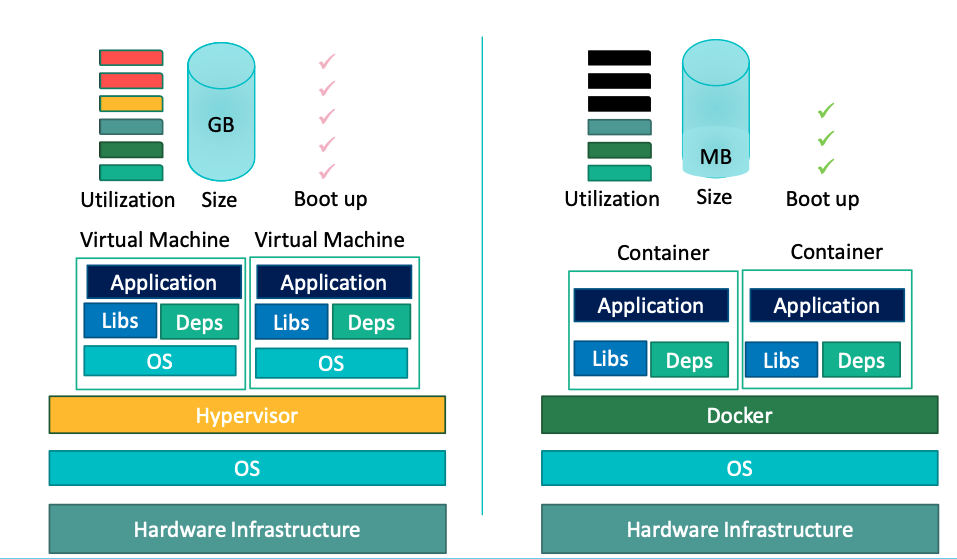 GB
Utilization
Size
Boot up
Virtual Machine
Virtual Machine
Application
Libs
Deps
OS
Application
Libs
Deps
OS
Hypervisor
OS
Hardware Infrastructure
MB
Utilization
Size
Boot up
Container
Container
Application
Libs
Deps
Application
Libs
Deps
Docker
OS
Hardware Infrastructure